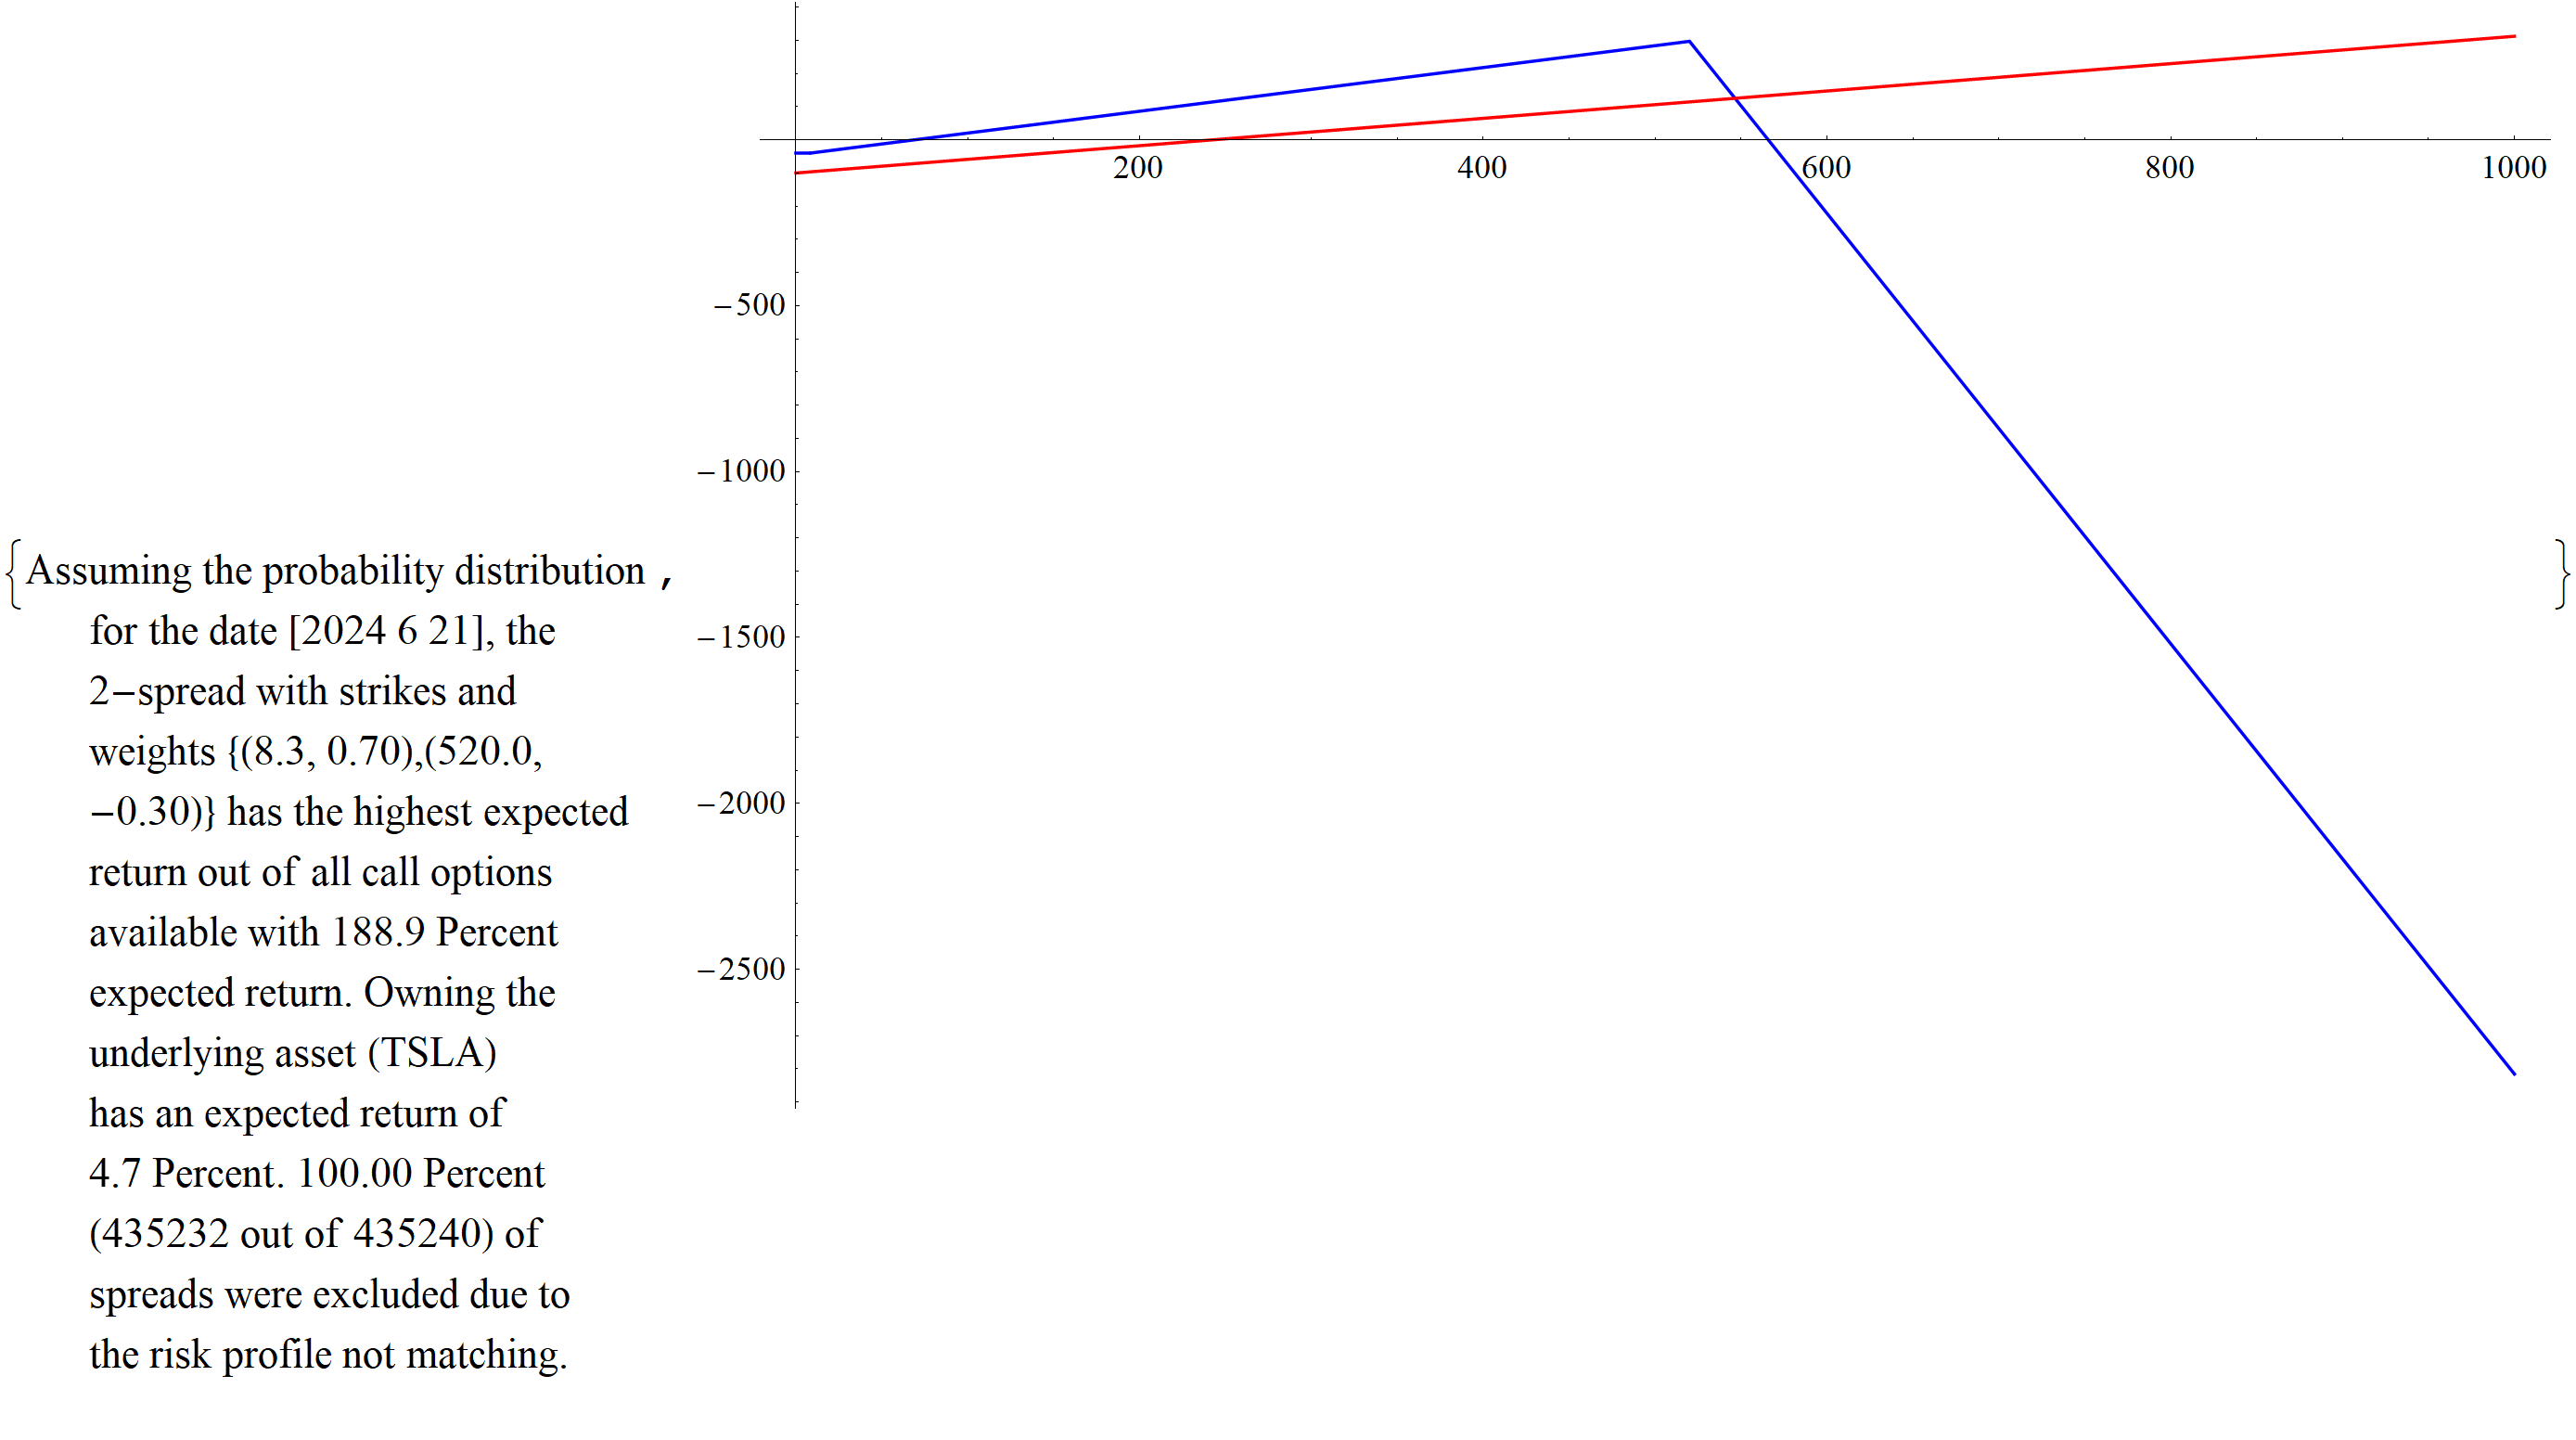 200
400
600
800
1000
−500
−1000
−1500
−2000
−2500
{Assuming the probability distribution , }
for the date [2024 6 21], the
2−spread with strikes and
weights {(8.3, 0.70),(520.0,
−0.30)} has the highest expected
return out of all call options
available with 188.9 Percent
expected return. Owning the
underlying asset (TSLA)
has an expected return of
4.7 Percent. 100.00 Percent
(435232 out of 435240) of
spreads were excluded due to
the risk profile not matching.